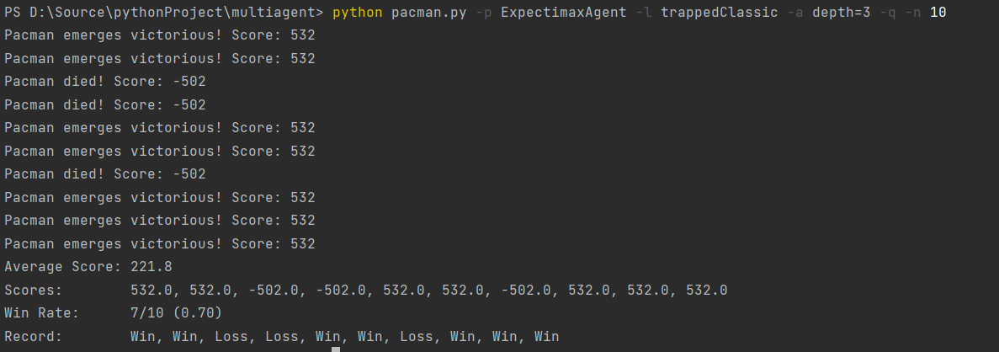 PS D:\Source\pythonProject\multiagent> python pacman.py -p ExpectimaxAgent -l trappedClassic -a depth=3 -q -n 10
Pacman emerges victorious! Score: 532
Pacman emerges victorious! Score: 532
Pacman died! Score: -502
Pacman died! Score: -502
Pacman emerges victorious! Score: 532
Pacman emerges victorious! Score: 532
Pacman died! Score: -502
Pacman emerges victorious! Score: 532
Pacman emerges victorious! Score: 532
Pacman emerges victorious! Score: 532
Average Score: 221.8
Scores:        532.0, 532.0, -502.0, -502.0, 532.0, 532.0, -502.0, 532.0, 532.0, 532.0
Win Rate:      7/10 (0.70)
Record:        Win, Win, Loss, Loss, Win, Win, Loss, Win, Win, Win